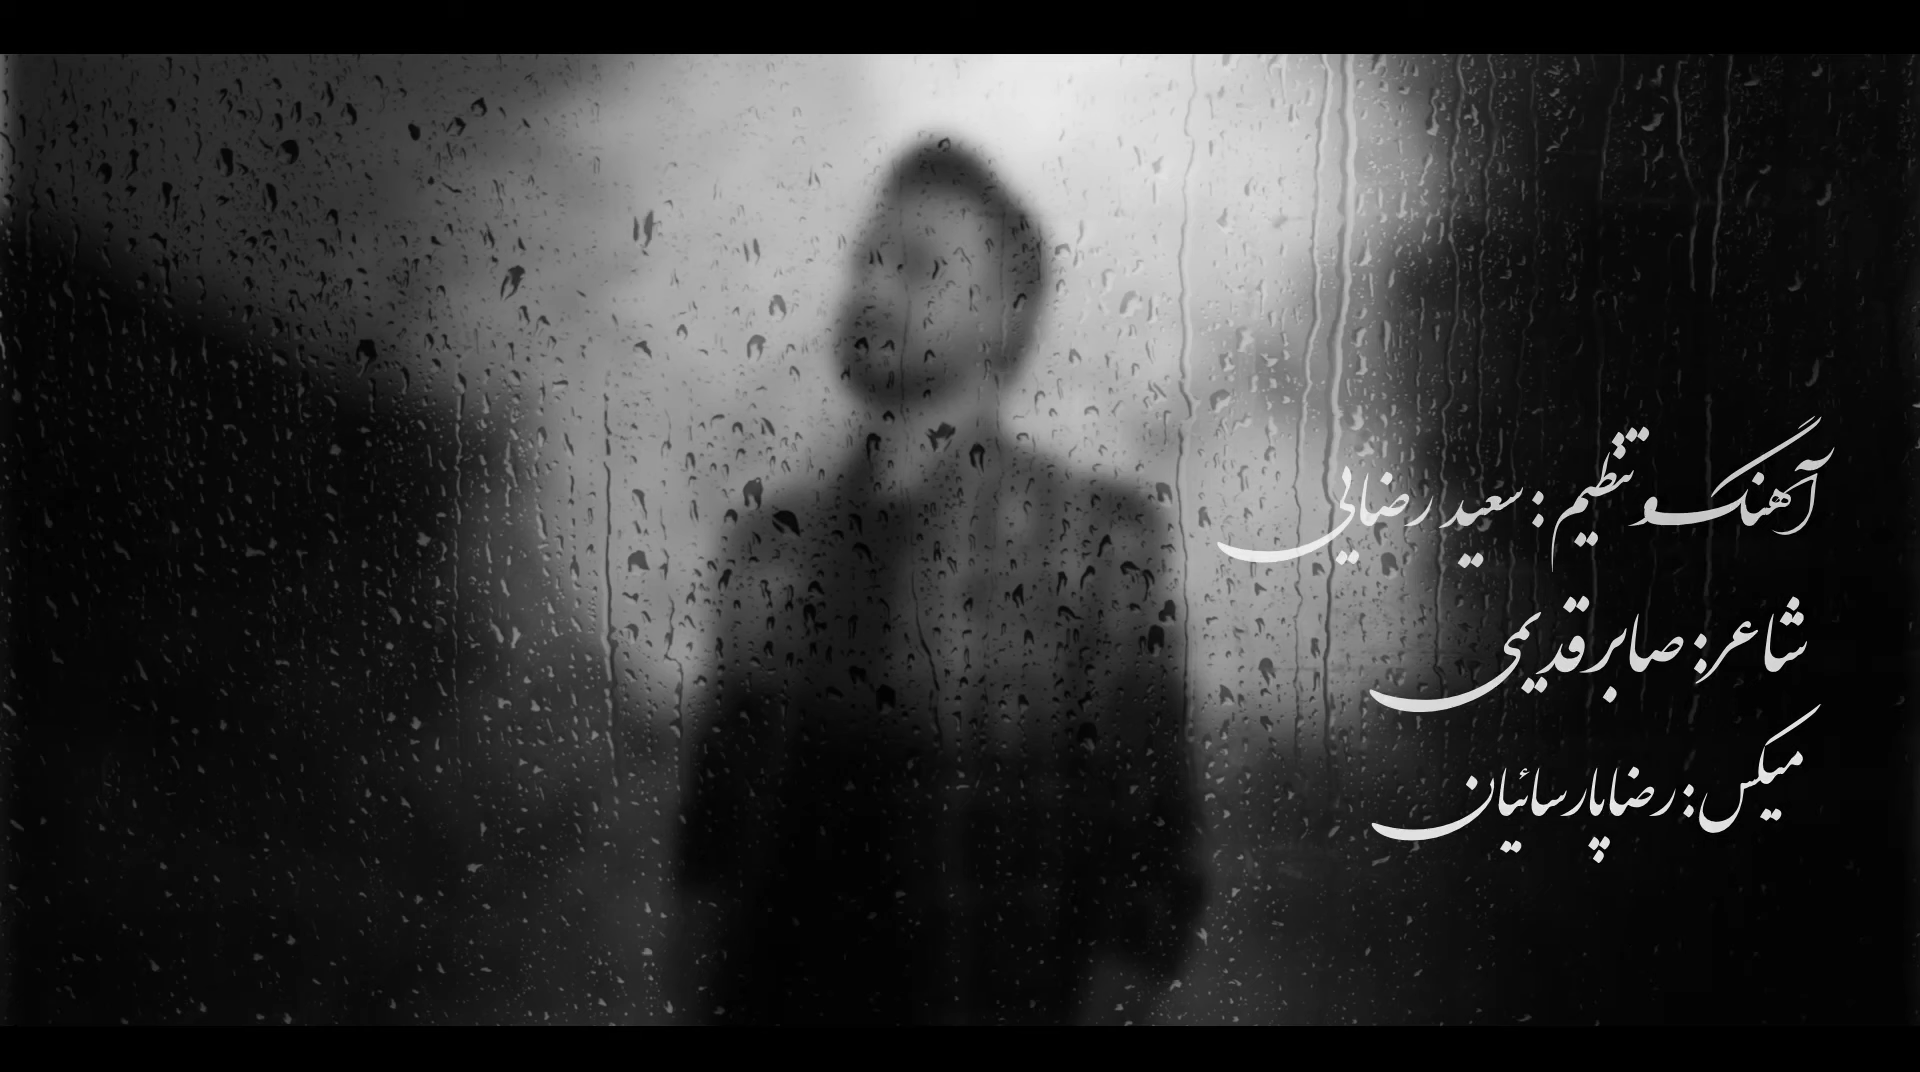 آهنگ و تنظیم : سعید رضایی
شاعر: صابر قدیمی
میکس: رضا پارسائیان